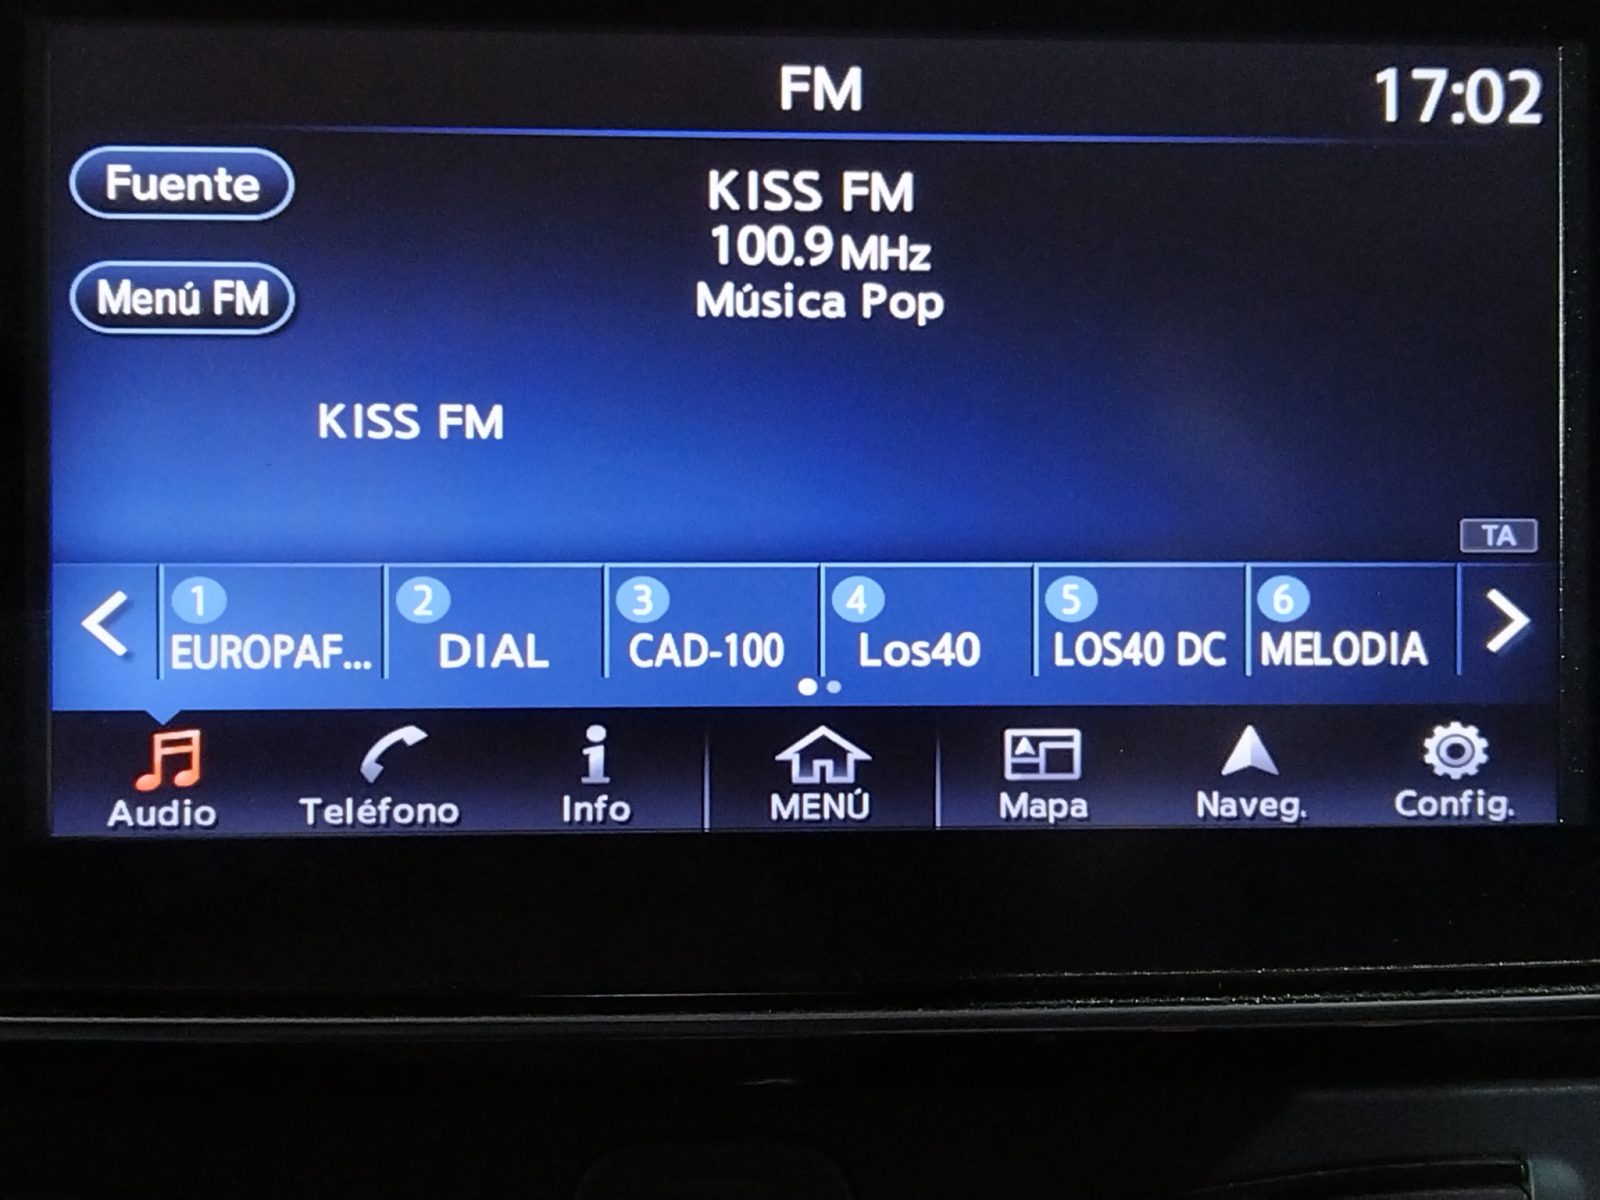 FM
17:02
Fuente
KISS FM
100.9 MHz
Música Pop
Menú FM
KISS FM
TA
1 2 3 4 5 6
EUROPAF... DIAL CAD-100 Los40 LOS40 DC MELODIA
Audio Teléfono Info MENÚ Mapa Naveg. Config.